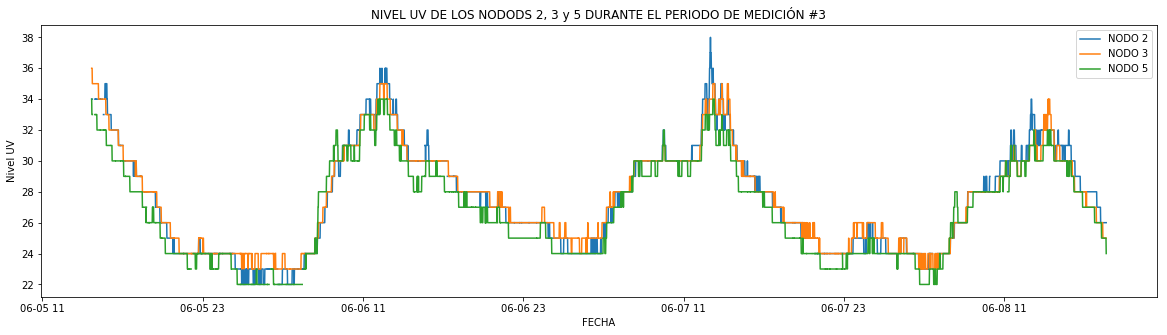 NIVEL UV DE LOS NODODS 2, 3 y 5 DURANTE EL PERIODO DE MEDICIÓN #3
NODO 2
NODO 3
NODO 5
Nivel UV
38
36
34
32
30
28
26
24
22
06-05 11
06-05 23
06-06 11
06-06 23
06-07 11
06-07 23
06-08 11
FECHA